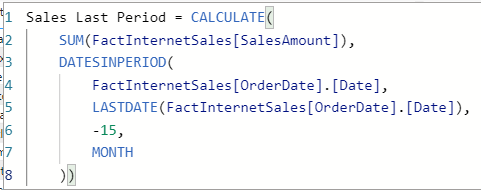 1 Sales Last Period = CALCULATE(
2 SUM(FactInternetSales[SalesAmount]),
3 DATESINPERIOD(
4 FactInternetSales[OrderDate].[Date],
5 LASTDATE(FactInternetSales[OrderDate].[Date]),
6 -15,
7 MONTH
8 ))